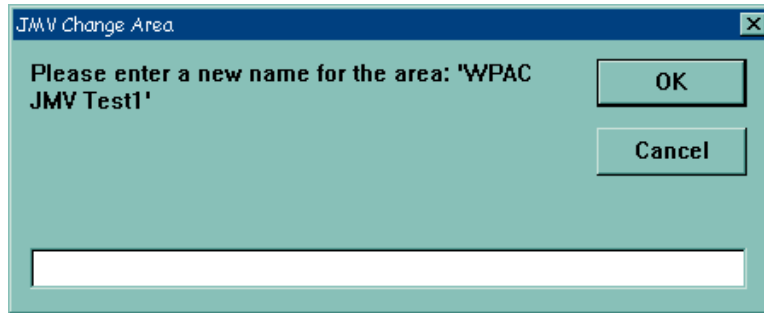 JMV Change Area
Please enter a new name for the area: 'WPAC
JMV Test1'
OK
Cancel